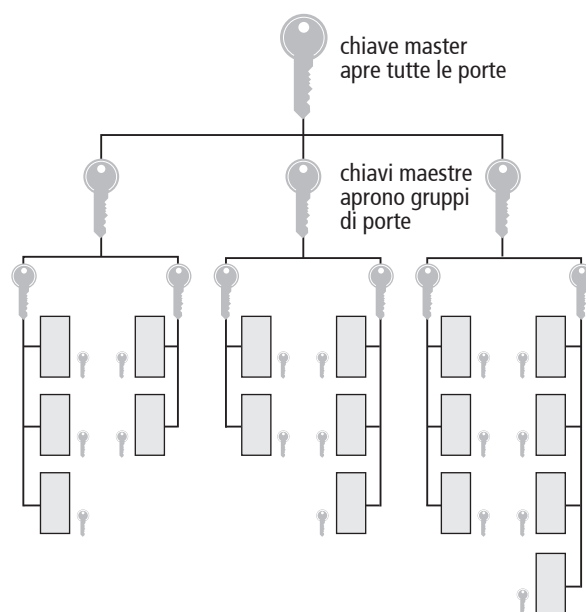 chiave master
apre tutte le porte
chiavi maestre
aprono gruppi
di porte